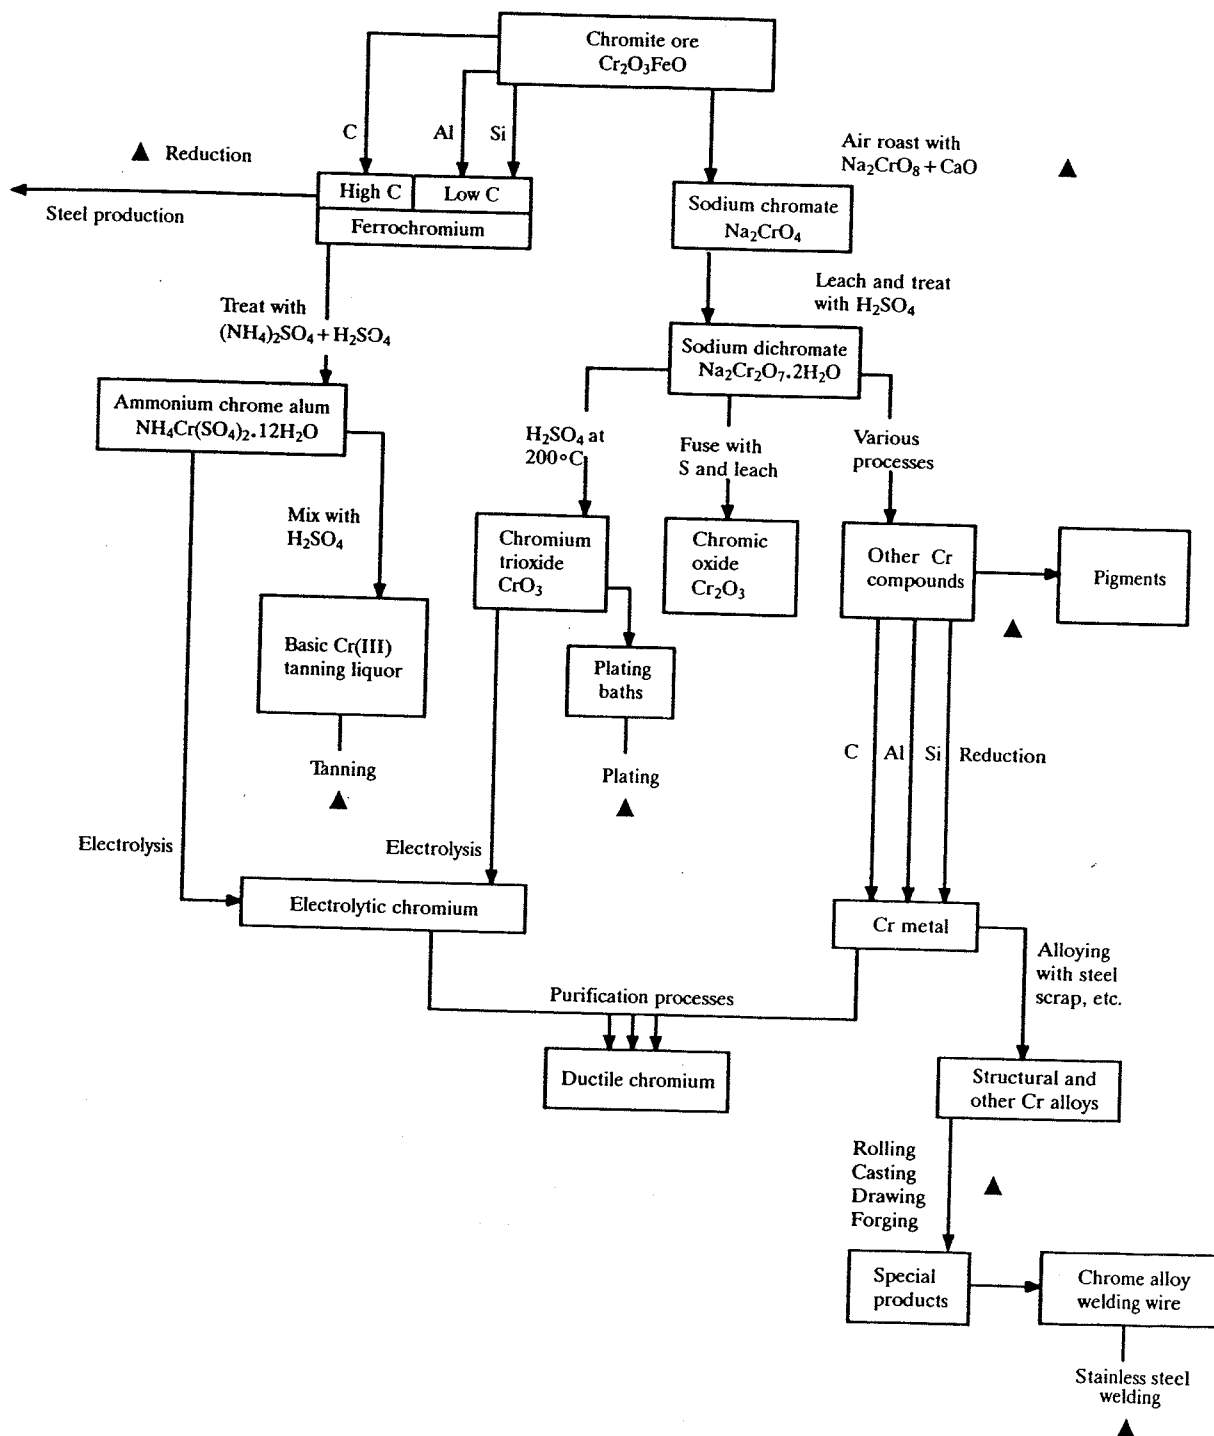 Chromite ore
Cr₂O₃FeO
C
Al
Si
▲ Reduction
Steel production
High C
Low C
Ferrochromium
Air roast with
Na₂CrO₈ + CaO
▲
Sodium chromate
Na₂CrO₄
Leach and treat
with H₂SO₄
Treat with
(NH₄)₂SO₄ + H₂SO₄
Sodium dichromate
Na₂Cr₂O₇.2H₂O
Ammonium chrome alum
NH₄Cr(SO₄)₂.12H₂O
H₂SO₄ at
200°C
Fuse with
S and leach
Various
processes
Mix with
H₂SO₄
Chromium
trioxide
CrO₃
Chromic
oxide
Cr₂O₃
Other Cr
compounds
Pigments
▲
Basic Cr(III)
tanning liquor
Plating
baths
Tanning
▲
Plating
▲
C
Al
Si
Reduction
Electrolysis
Electrolysis
Electrolytic chromium
Cr metal
Alloying
with steel
scrap, etc.
Purification processes
Ductile chromium
Structural and
other Cr alloys
Rolling
Casting
Drawing
Forging
▲
Special
products
Chrome alloy
welding wire
Stainless steel
welding
▲